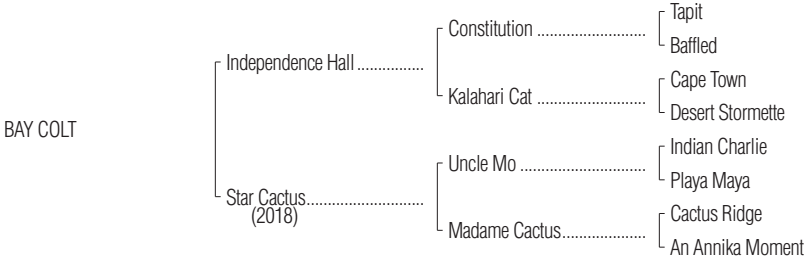 Tapit
Constitution ..........................
Baffled
Independence Hall ................
Cape Town
Kalahari Cat ..........................
Desert Stormette
BAY COLT
Indian Charlie
Uncle Mo ..............................
Playa Maya
Star Cactus............................
(2018)
Cactus Ridge
Madame Cactus....................
An Annika Moment